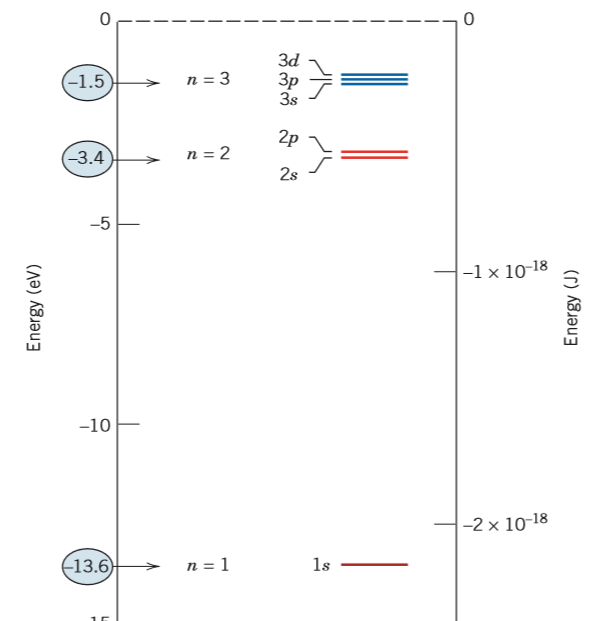 0
0
-1.5
n = 3
3d
3p
3s
-3.4
n = 2
2p
2s
-5
-1 × 10⁻¹⁸
Energy (eV)
Energy (J)
-10
-2 × 10⁻¹⁸
-13.6
n = 1
1s